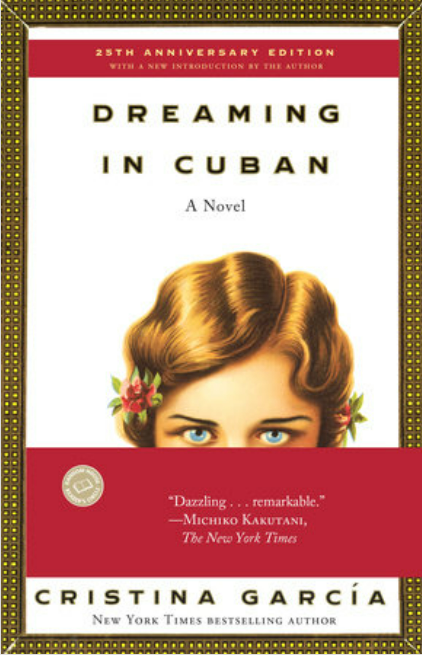 25TH ANNIVERSARY EDITION
WITH A NEW INTRODUCTION BY THE AUTHOR
DREAMING
IN CUBAN
A Novel
“Dazzling . . . remarkable.”
—MICHIKO KAKUTANI,
The New York Times
CRISTINA GARCÍA
NEW YORK TIMES BESTSELLING AUTHOR